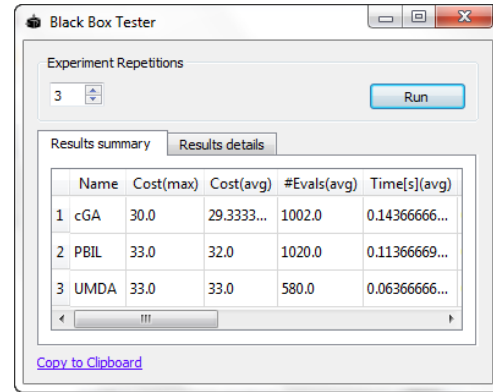 Black Box Tester
Experiment Repetitions
3
Run
Results summary Results details
Name Cost(max) Cost(avg) #Evals(avg) Time[s](avg)
1 cGA 30.0 29.3333... 1002.0 0.14366666...
2 PBIL 33.0 32.0 1020.0 0.11366669...
3 UMDA 33.0 33.0 580.0 0.06366666...
Copy to Clipboard